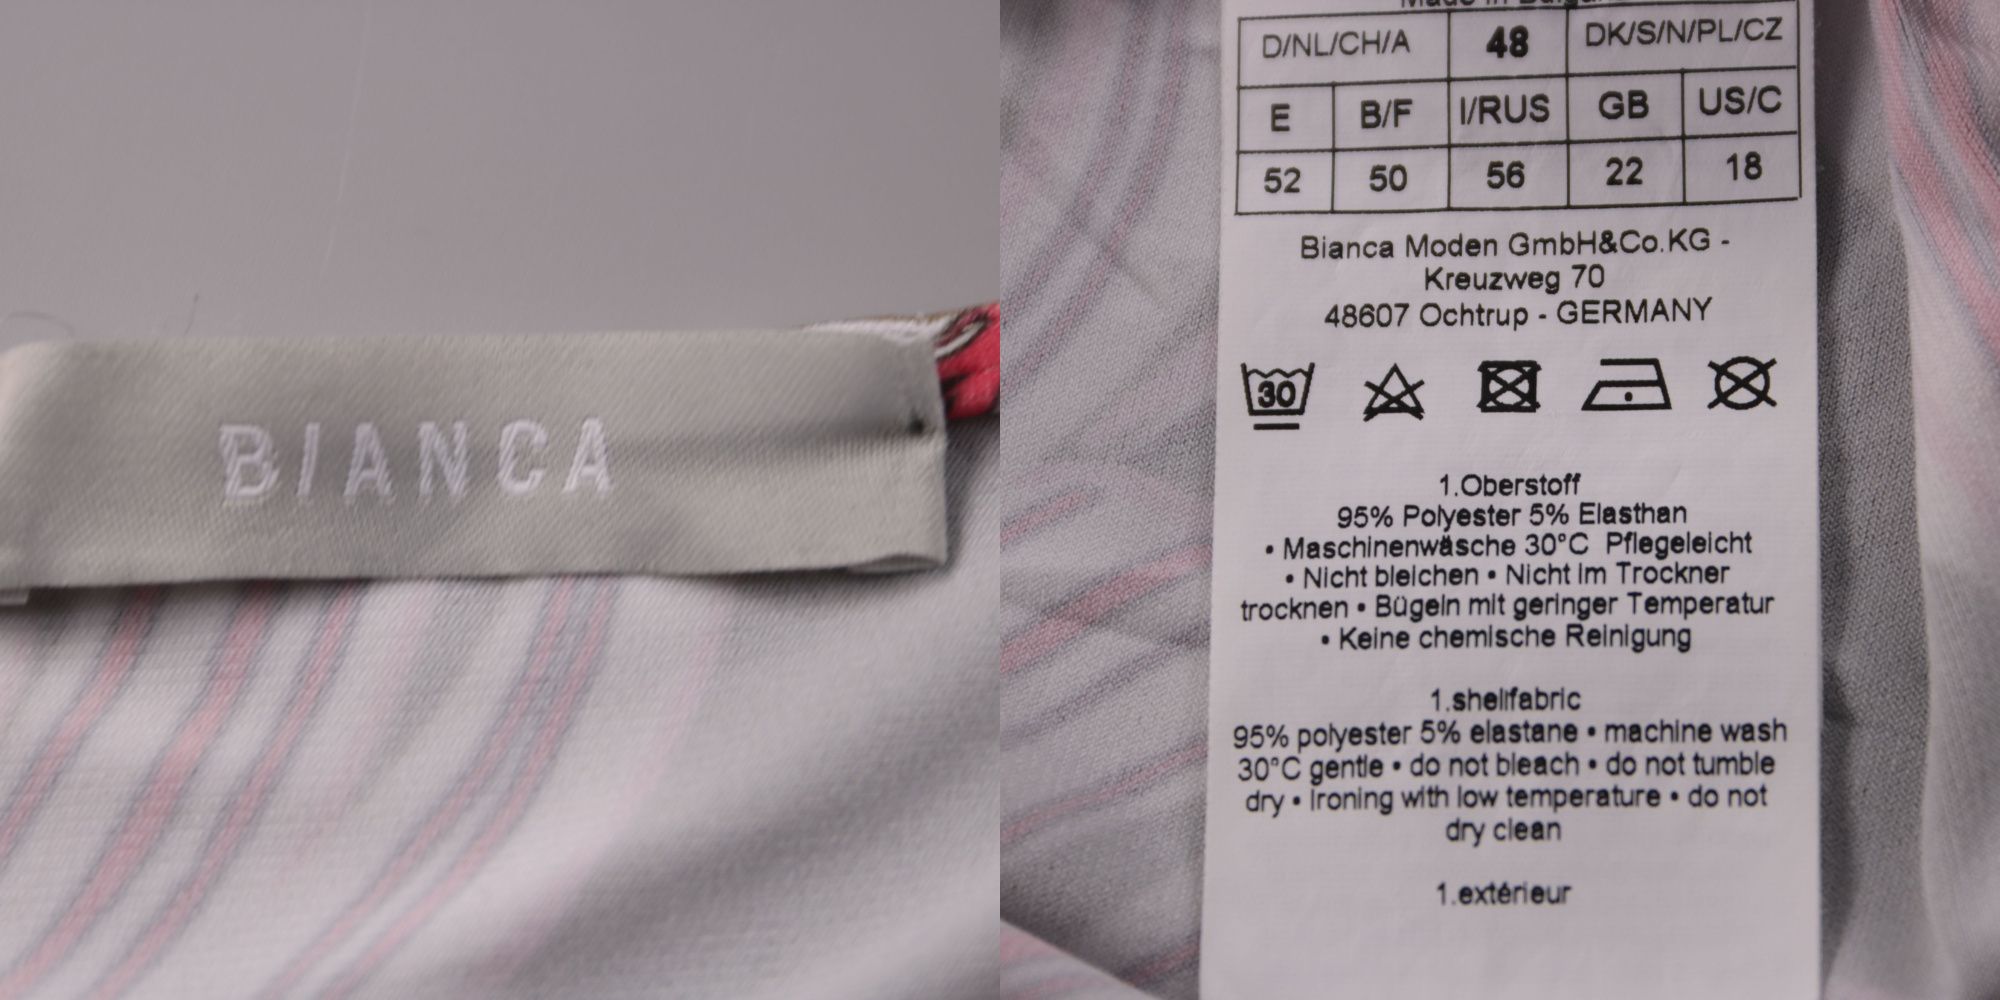 BIANCA
Made in
D/NL/CH/A 48 DK/S/N/PL/CZ
E B/F I/RUS GB US/C
52 50 56 22 18
Bianca Moden GmbH&Co.KG -
Kreuzweg 70
48607 Ochtrup - GERMANY
30
1.Oberstoff
95% Polyester 5% Elasthan
• Maschinenwäsche 30°C Pflegeleicht
• Nicht bleichen • Nicht im Trockner
trocknen • Bügeln mit geringer Temperatur
• Keine chemische Reinigung
1.shellfabric
95% polyester 5% elastane • machine wash
30°C gentle • do not bleach • do not tumble
dry • Ironing with low temperature • do not
dry clean
1.extérieur